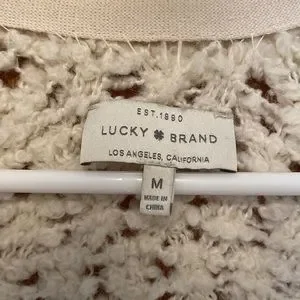 EST.1990
LUCKY BRAND
LOS ANGELES, CALIFORNIA
M
MADE IN
CHINA